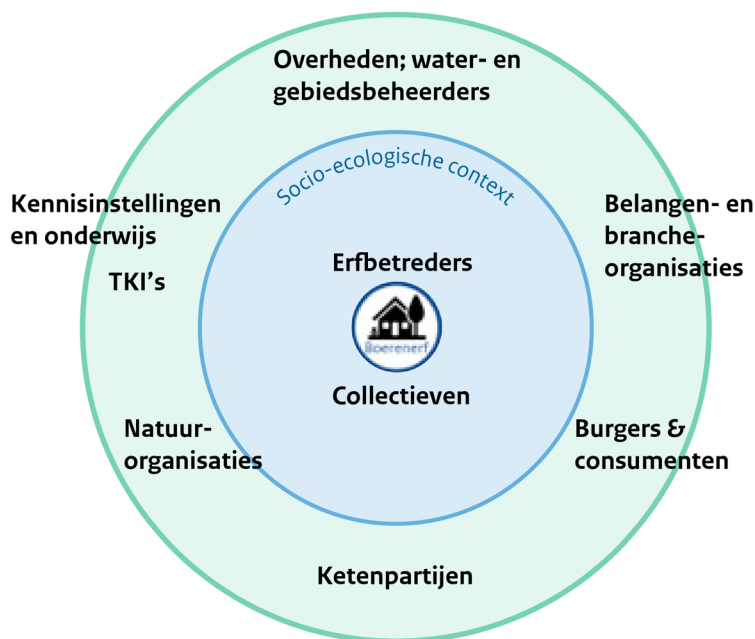 Overheden; water- en
gebiedsbeheerders
Socio-ecologische context
Kennisinstellingen
en onderwijs
TKI's
Belangen- en
branche-
organisaties
Erfbetreders
Boerenerf
Collectieven
Natuur-
organisaties
Burgers &
consumenten
Ketenpartijen